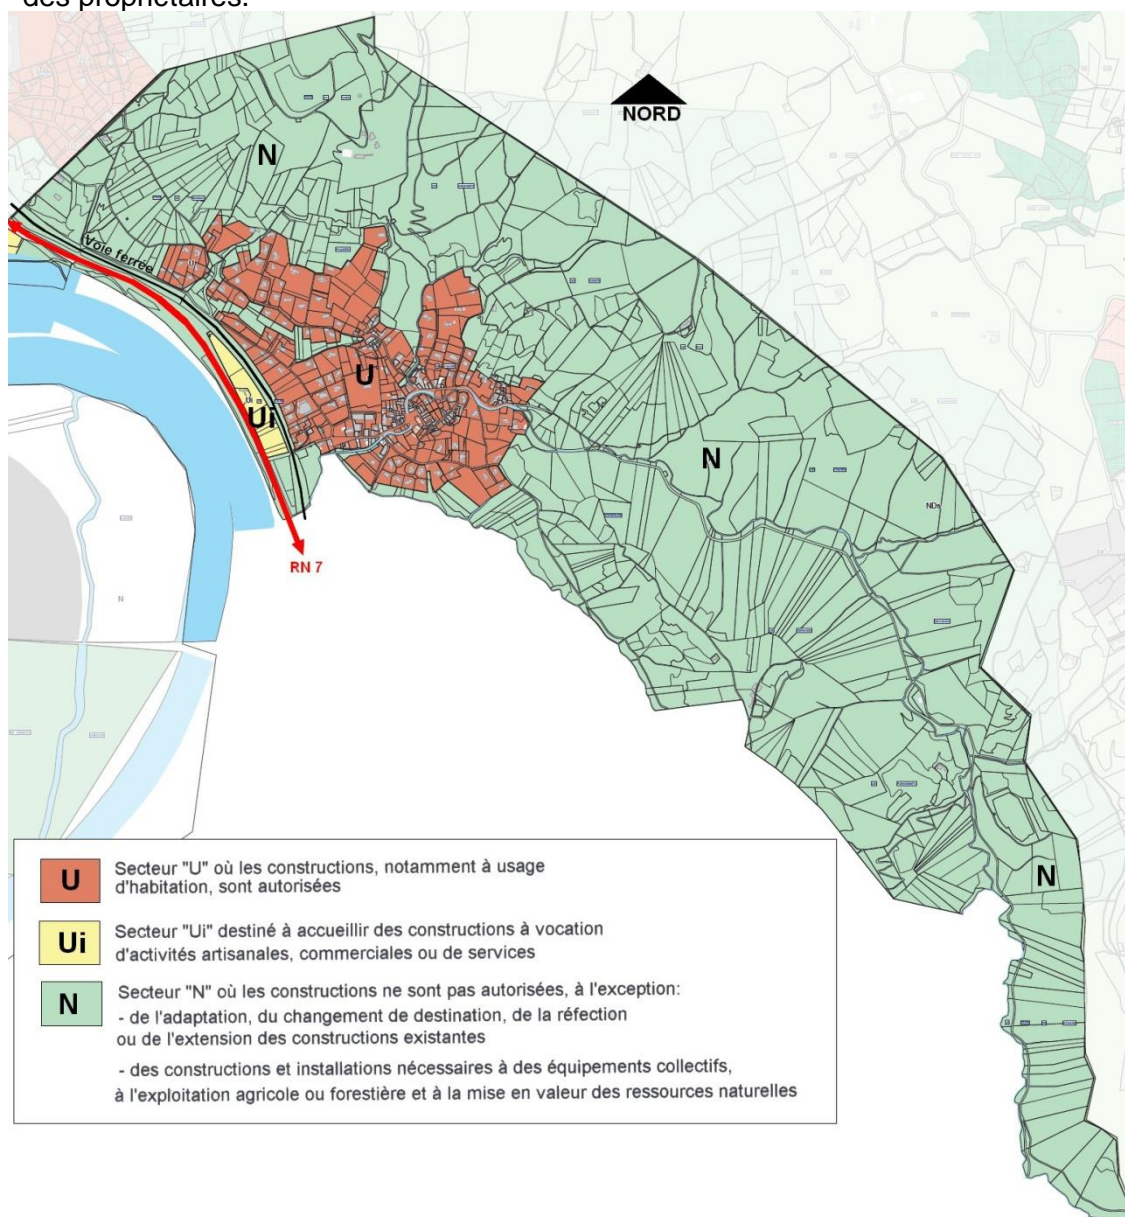 des propriétaires.
NORD
N
Voie ferrée
U
Ui
Ui
N
NDs
RN 7
N
N
U
Secteur "U" où les constructions, notamment à usage
d'habitation, sont autorisées
Ui
Secteur "Ui" destiné à accueillir des constructions à vocation
d'activités artisanales, commerciales ou de services
N
Secteur "N" où les constructions ne sont pas autorisées, à l'exception:
- de l'adaptation, du changement de destination, de la réfection
ou de l'extension des constructions existantes
- des constructions et installations nécessaires à des équipements collectifs,
à l'exploitation agricole ou forestière et à la mise en valeur des ressources naturelles